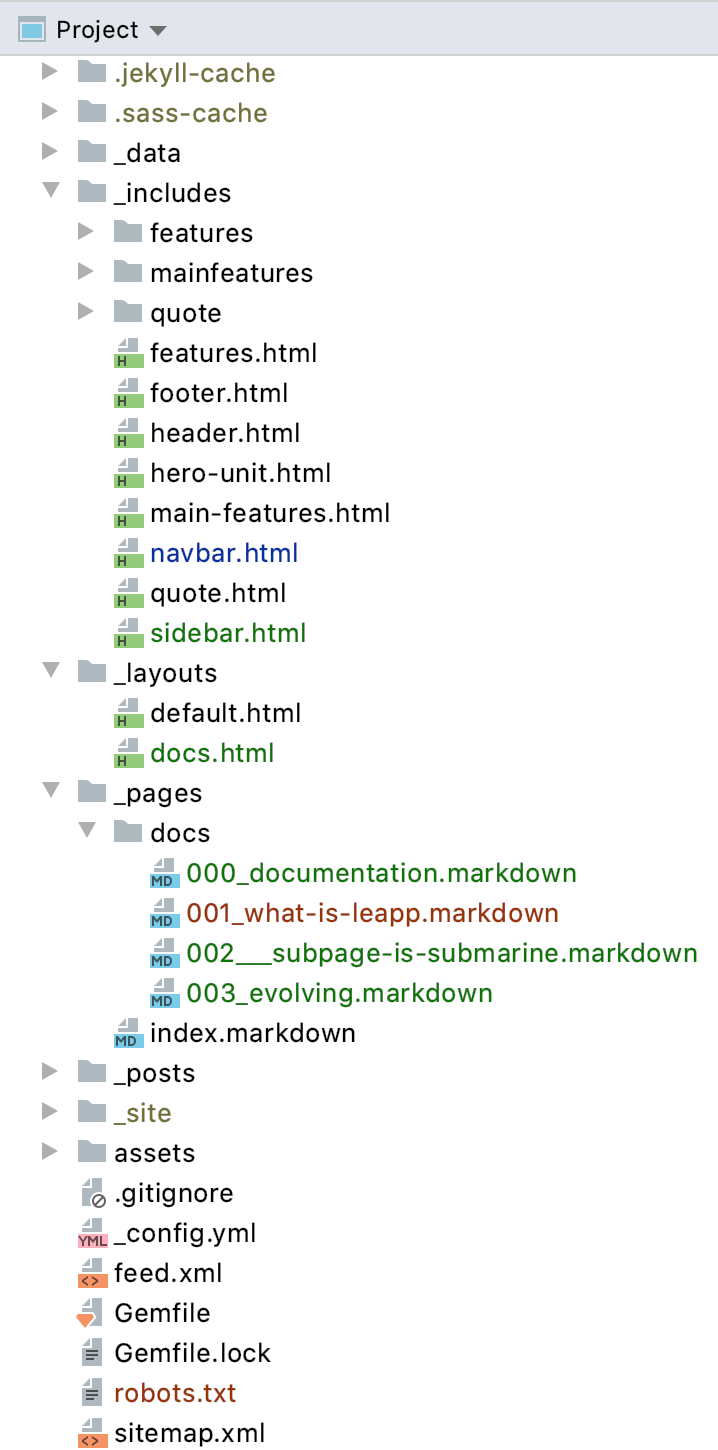 Project
.jekyll-cache
.sass-cache
_data
_includes
features
mainfeatures
quote
H features.html
H footer.html
H header.html
H hero-unit.html
H main-features.html
H navbar.html
H quote.html
H sidebar.html
_layouts
H default.html
H docs.html
_pages
docs
MD 000_documentation.markdown
MD 001_what-is-leapp.markdown
MD 002___subpage-is-submarine.markdown
MD 003_evolving.markdown
MD index.markdown
_posts
_site
assets
.gitignore
YML _config.yml
<> feed.xml
Gemfile
Gemfile.lock
robots.txt
<> sitemap.xml